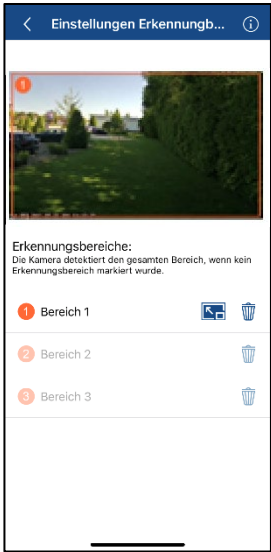 Einstellungen Erkennungb...
1
Erkennungsbereiche:
Die Kamera detektiert den gesamten Bereich, wenn kein
Erkennungsbereich markiert wurde.
1 Bereich 1
2 Bereich 2
3 Bereich 3